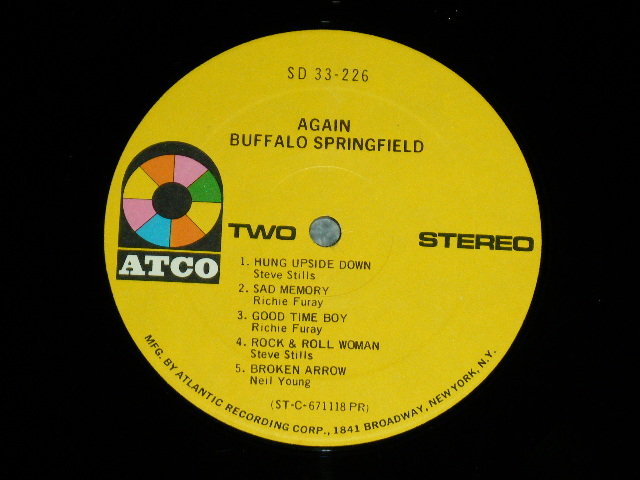 SD 33-226
AGAIN
BUFFALO SPRINGFIELD
ATCO
TWO
STEREO
1. HUNG UPSIDE DOWN
Steve Stills
2. SAD MEMORY
Richie Furay
3. GOOD TIME BOY
Richie Furay
4. ROCK & ROLL WOMAN
Steve Stills
5. BROKEN ARROW
Neil Young
(ST-C-671118 PR)
MFG. BY ATLANTIC RECORDING CORP., 1841 BROADWAY, NEW YORK, N.Y.